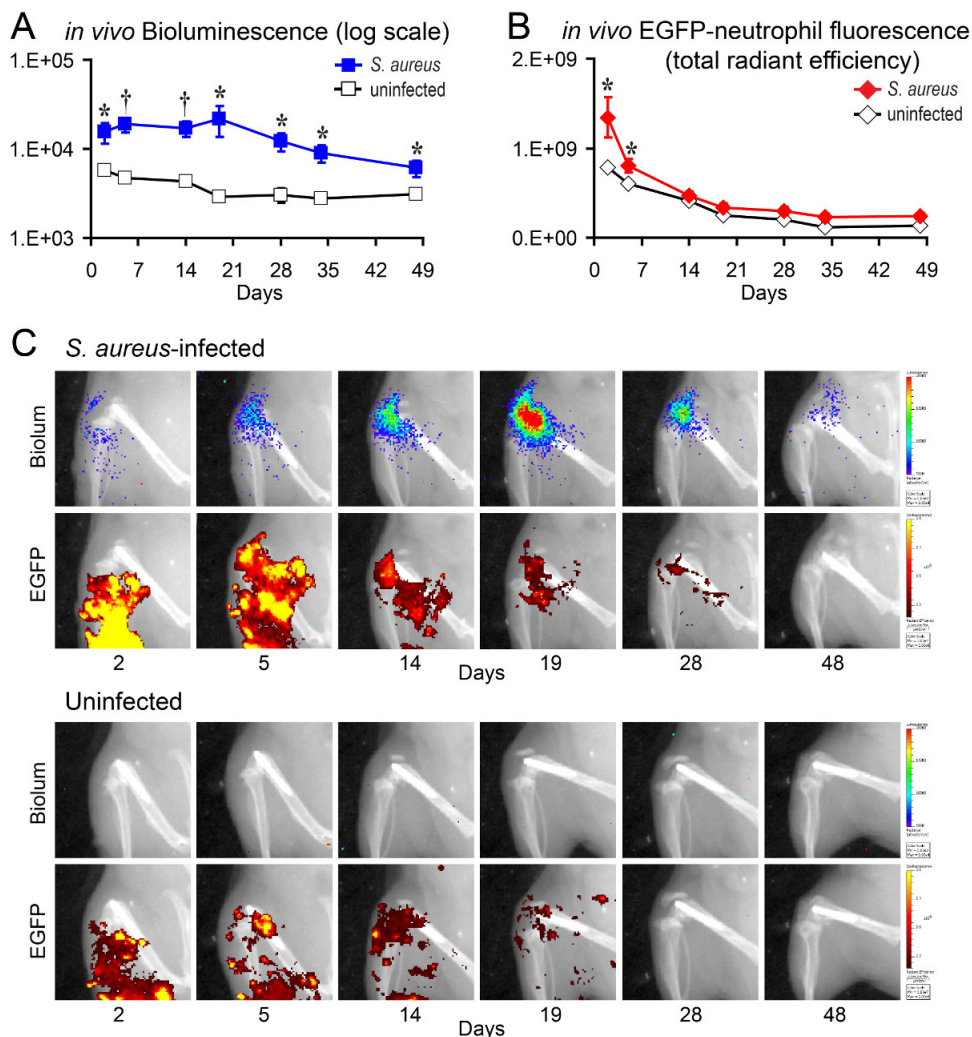 A
in vivo Bioluminescence (log scale)
1.E+05
1.E+04
1.E+03
S. aureus
uninfected
* † † * * * *
0 7 14 21 28 35 42 49
Days
B
in vivo EGFP-neutrophil fluorescence
(total radiant efficiency)
2.E+09
1.E+09
0.E+09
S. aureus
uninfected
* *
0 7 14 21 28 35 42 49
Days
C
S. aureus-infected
Biolum
EGFP
2 5 14 19 28 48
Days
Uninfected
Biolum
EGFP
2 5 14 19 28 48
Days